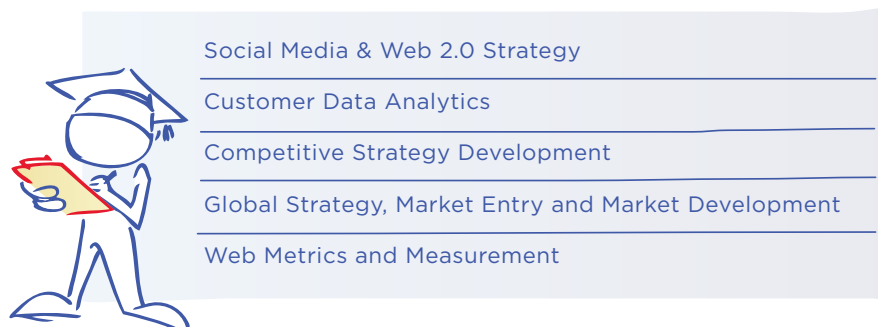 Social Media & Web 2.0 Strategy
Customer Data Analytics
Competitive Strategy Development
Global Strategy, Market Entry and Market Development
Web Metrics and Measurement